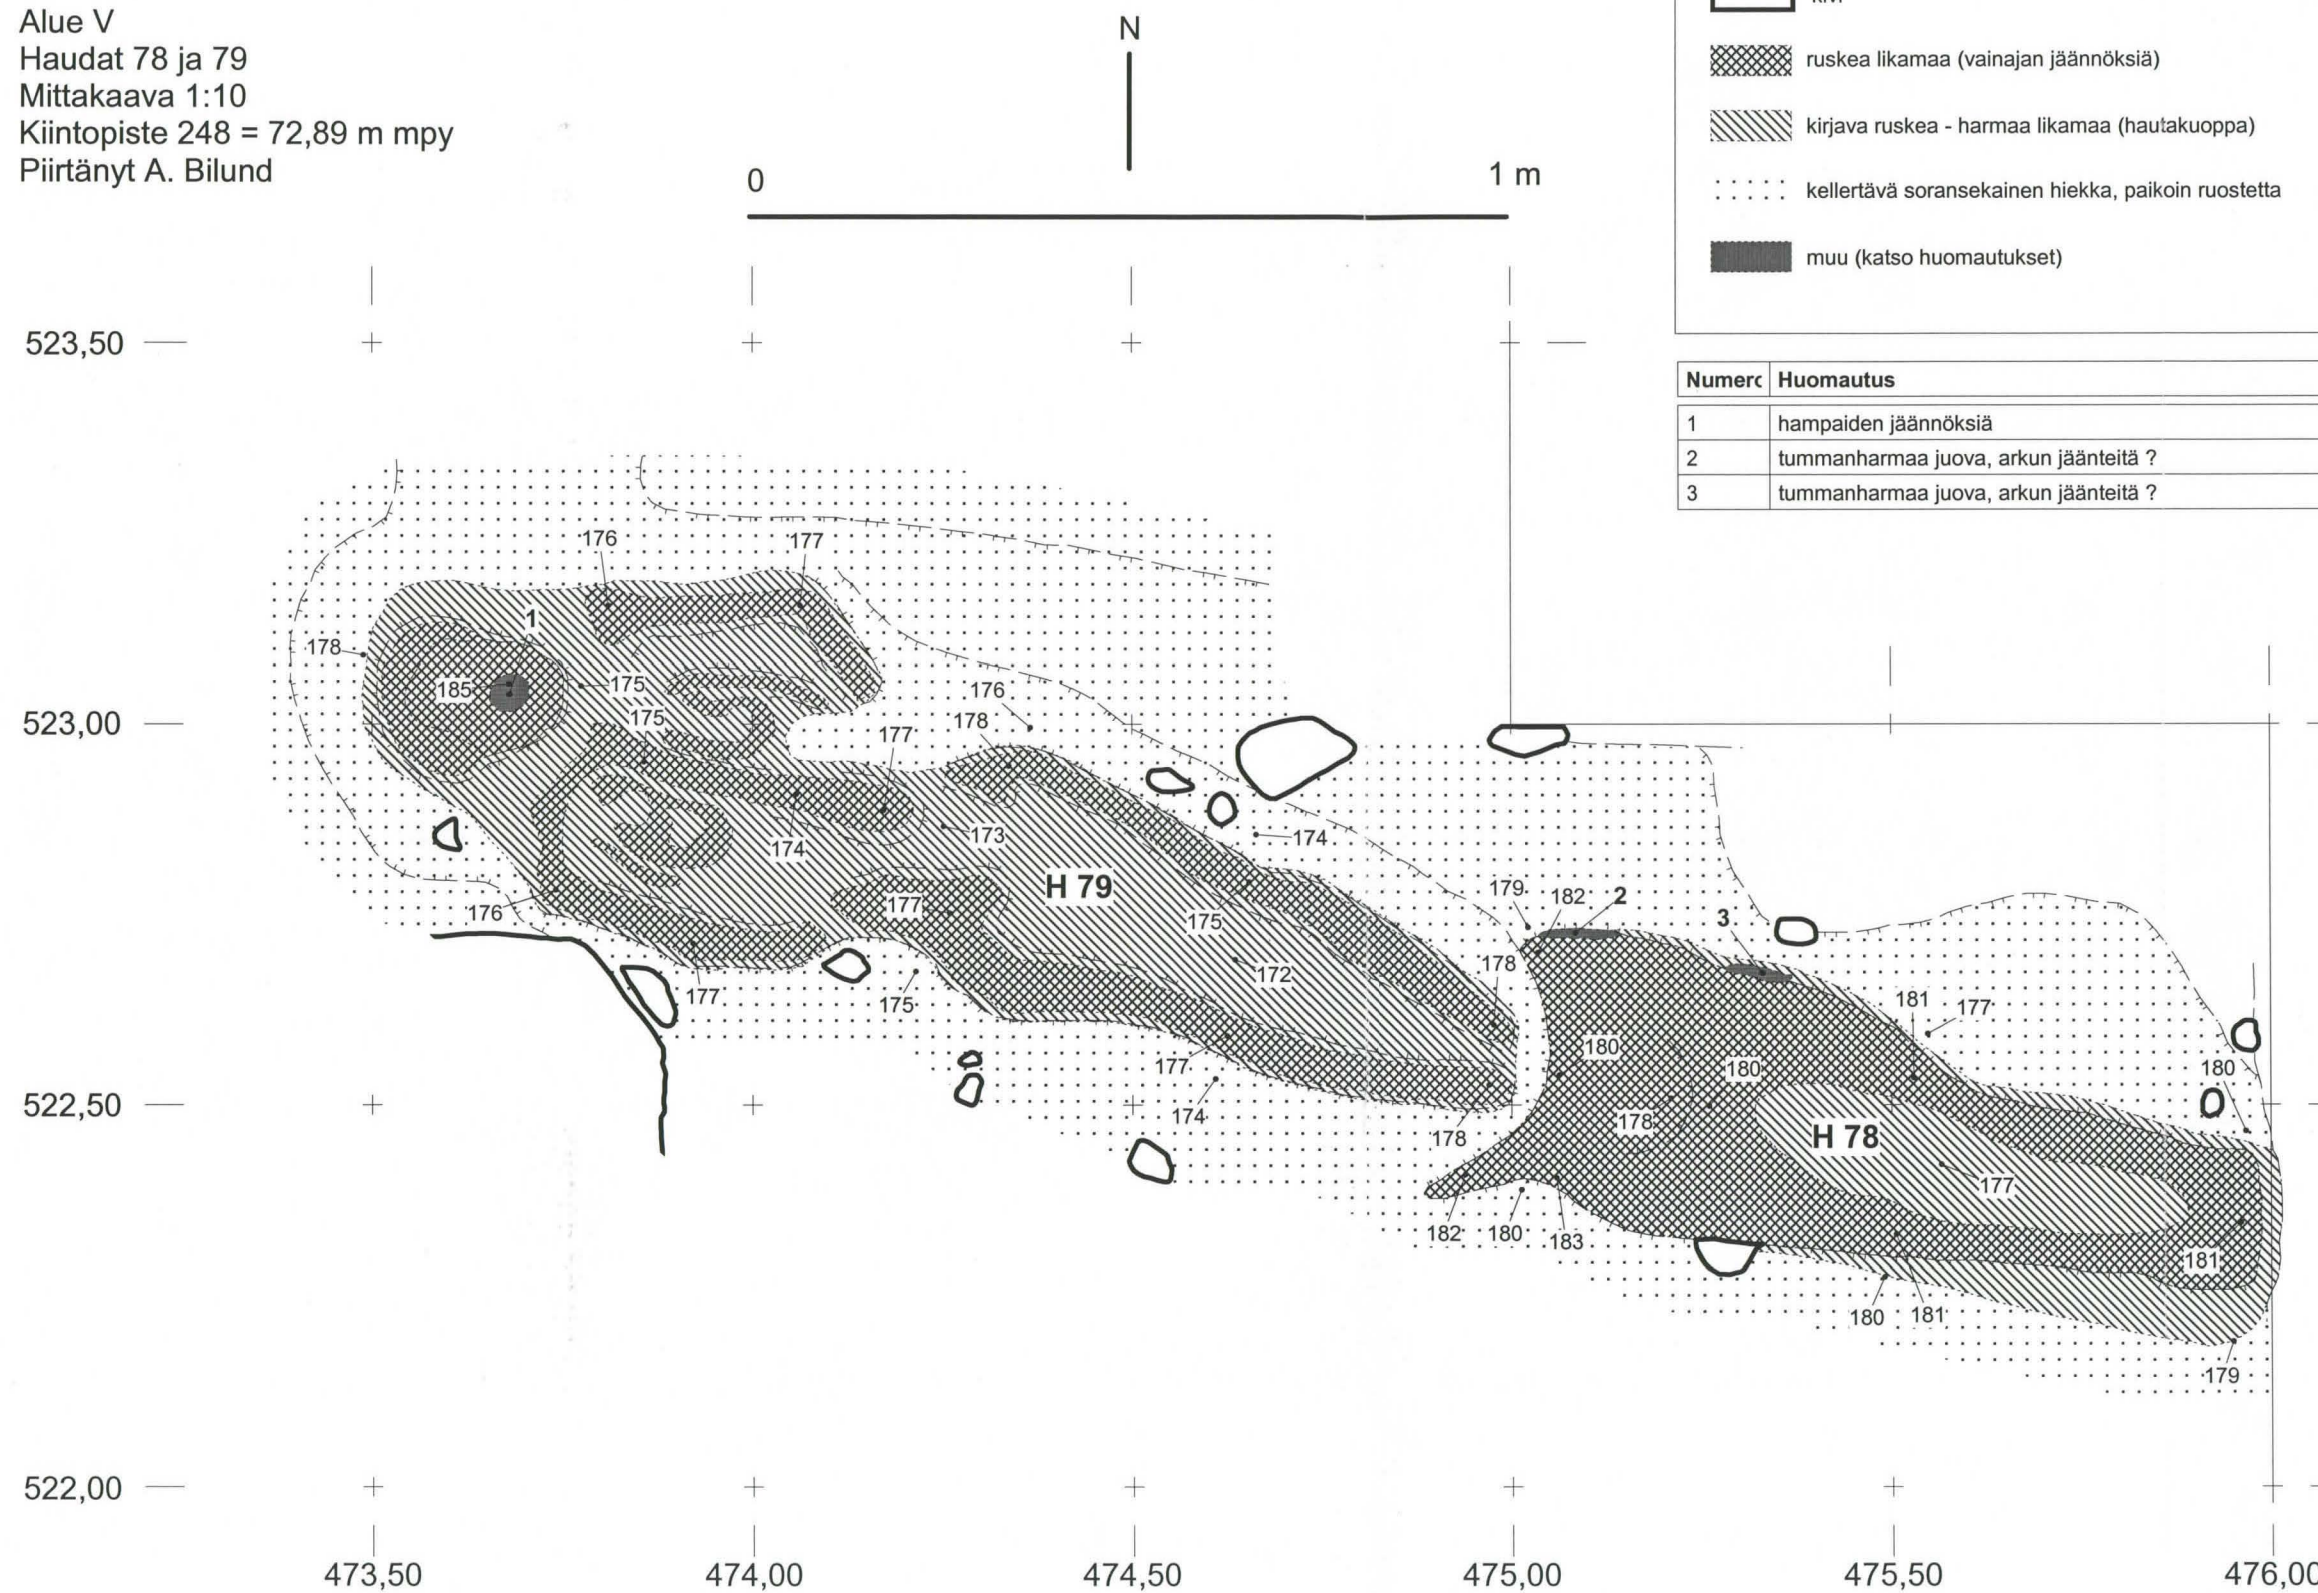 Alue V
Haudat 78 ja 79
Mittakaava 1:10
Kiintopiste 248 = 72,89 m mpy
Piirtänyt A. Bilund
N
0 1 m
ruskea likamaa (vainajan jäännöksiä)
kirjava ruskea - harmaa likamaa (hautakuoppa)
kellertävä soransekainen hiekka, paikoin ruostetta
muu (katso huomautukset)
Numero Huomautus
1 hampaiden jäännöksiä
2 tummanharmaa juova, arkun jäänteitä ?
3 tummanharmaa juova, arkun jäänteitä ?
523,50
176 177
1
178
185 175
176
175 178
177
523,00
174 173 174
H 79
179 182 2
3
177
176 175
178
172
177 175
181 177
177
180
180 180
522,50
174
178
178 H 78
177
182 180 183
181
180 181
179
522,00
473,50 474,00 474,50 475,00 475,50 476,00